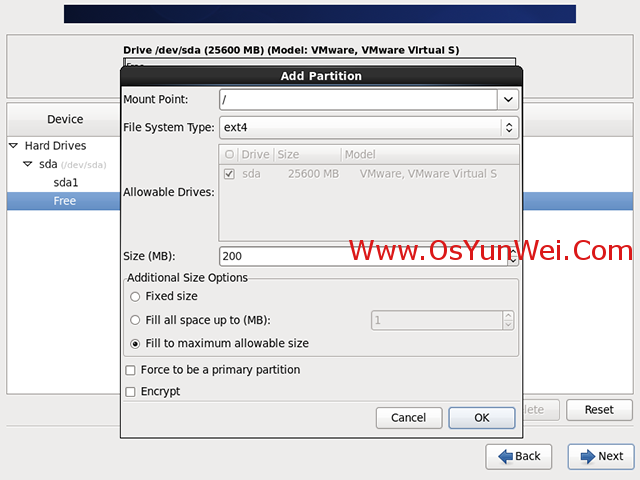 Drive /dev/sda (25600 MB) (Model: VMware, VMware Virtual S)
Free
Add Partition
Device
Mount Point:
/
File System Type:
ext4
Drive Size Model
Hard Drives
sda (/dev/sda)
sda 25600 MB VMware, VMware Virtual S
sda1
Allowable Drives:
Free
Www.OsYunWei.Com
Size (MB):
200
Additional Size Options
Fixed size
Fill all space up to (MB):
1
Fill to maximum allowable size
Force to be a primary partition
Encrypt
Cancel
OK
Reset
Back
Next